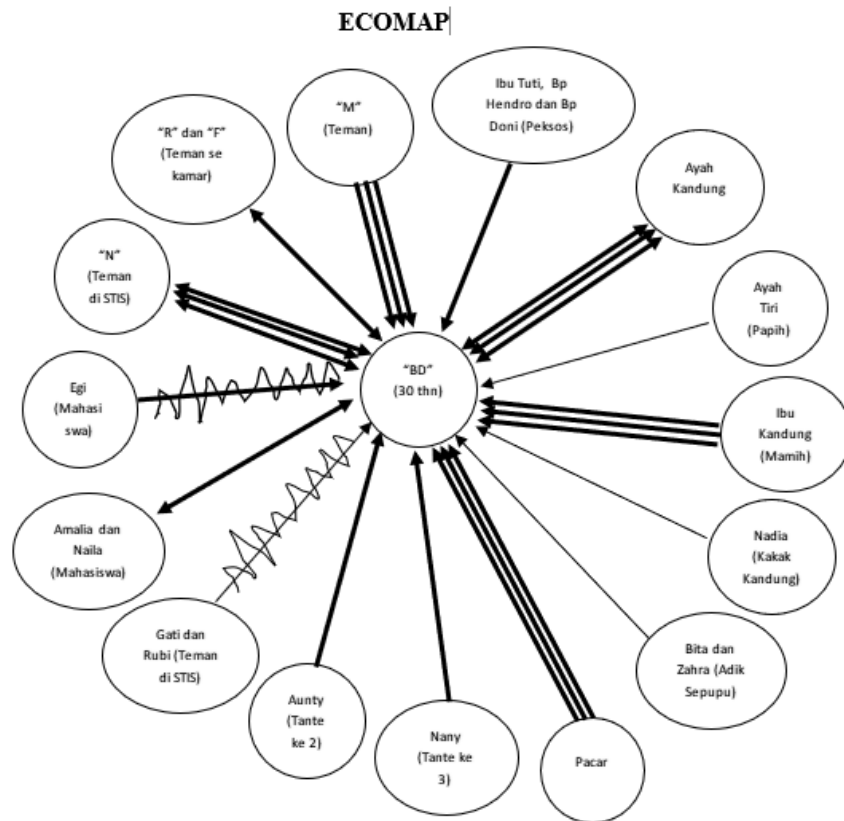 ECOMAP
Ibu Tuti, Bp
Hendro dan Bp
Doni (Peksos)
"M"
(Teman)
"R" dan "F"
(Teman se
kamar)
Ayah
Kandung
"N"
(Teman
di STIS)
Ayah
Tiri
(Papih)
"BD"
(30 thn)
Egi
(Mahasi
swa)
Ibu
Kandung
(Mamih)
Amalia dan
Naila
(Mahasiswa)
Nadia
(Kakak
Kandung)
Gati dan
Rubi (Teman
di STIS)
Bita dan
Zahra (Adik
Sepupu)
Aunty
(Tante
ke 2)
Nany
(Tante ke
3)
Pacar